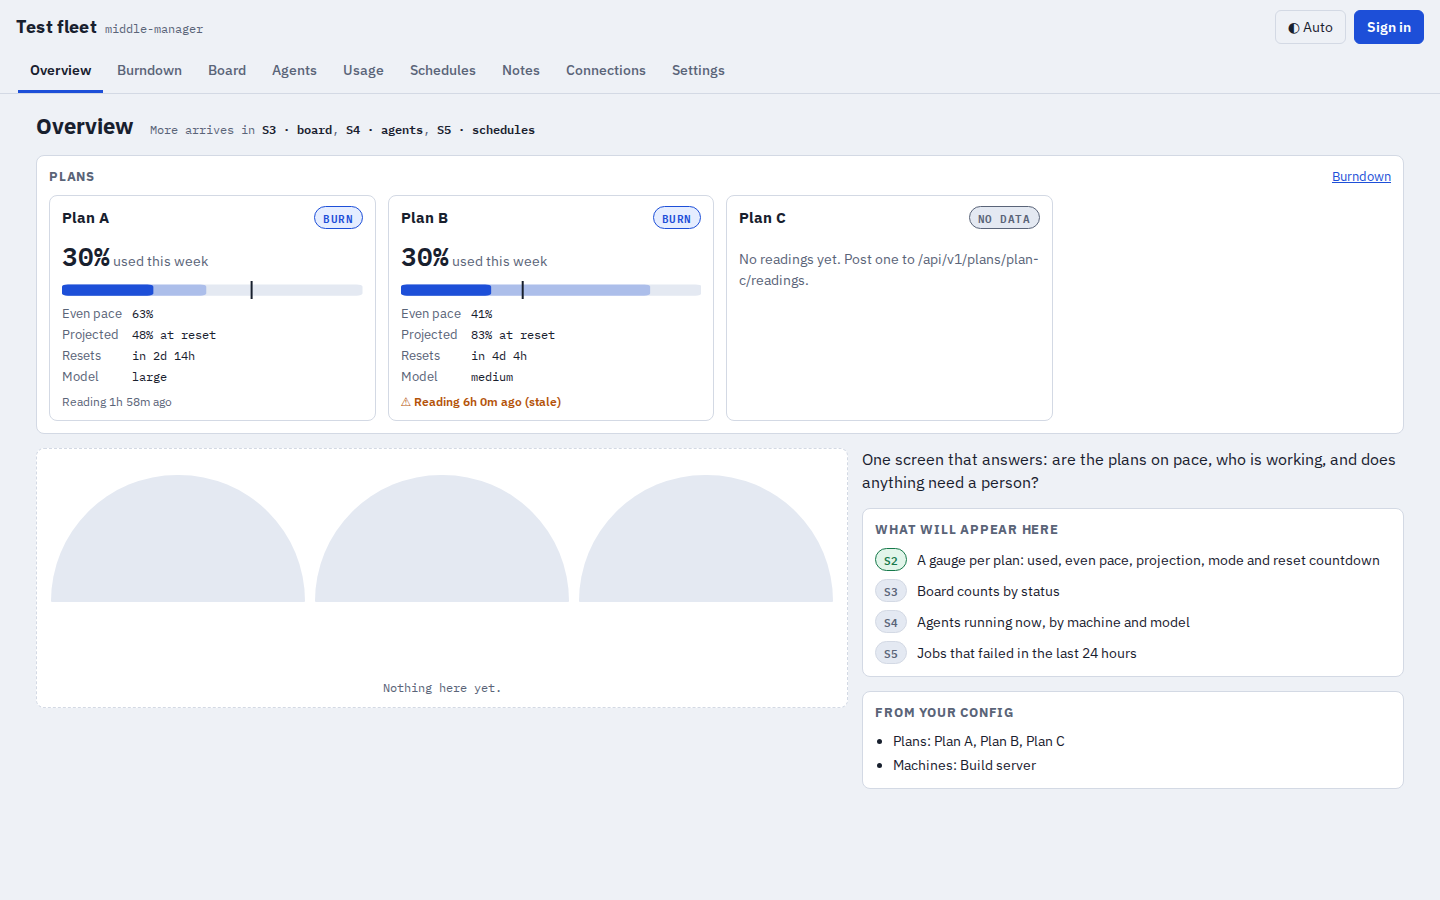 Test fleet middle-manager
◐ Auto
Sign in
Overview Burndown Board Agents Usage Schedules Notes Connections Settings
Overview More arrives in S3 · board, S4 · agents, S5 · schedules
PLANS
Burndown
Plan A
BURN
30% used this week
Even pace 63%
Projected 48% at reset
Resets in 2d 14h
Model large
Reading 1h 58m ago
Plan B
BURN
30% used this week
Even pace 41%
Projected 83% at reset
Resets in 4d 4h
Model medium
⚠ Reading 6h 0m ago (stale)
Plan C
NO DATA
No readings yet. Post one to /api/v1/plans/plan-
c/readings.
Nothing here yet.
One screen that answers: are the plans on pace, who is working, and does
anything need a person?
WHAT WILL APPEAR HERE
S2 A gauge per plan: used, even pace, projection, mode and reset countdown
S3 Board counts by status
S4 Agents running now, by machine and model
S5 Jobs that failed in the last 24 hours
FROM YOUR CONFIG
• Plans: Plan A, Plan B, Plan C
• Machines: Build server